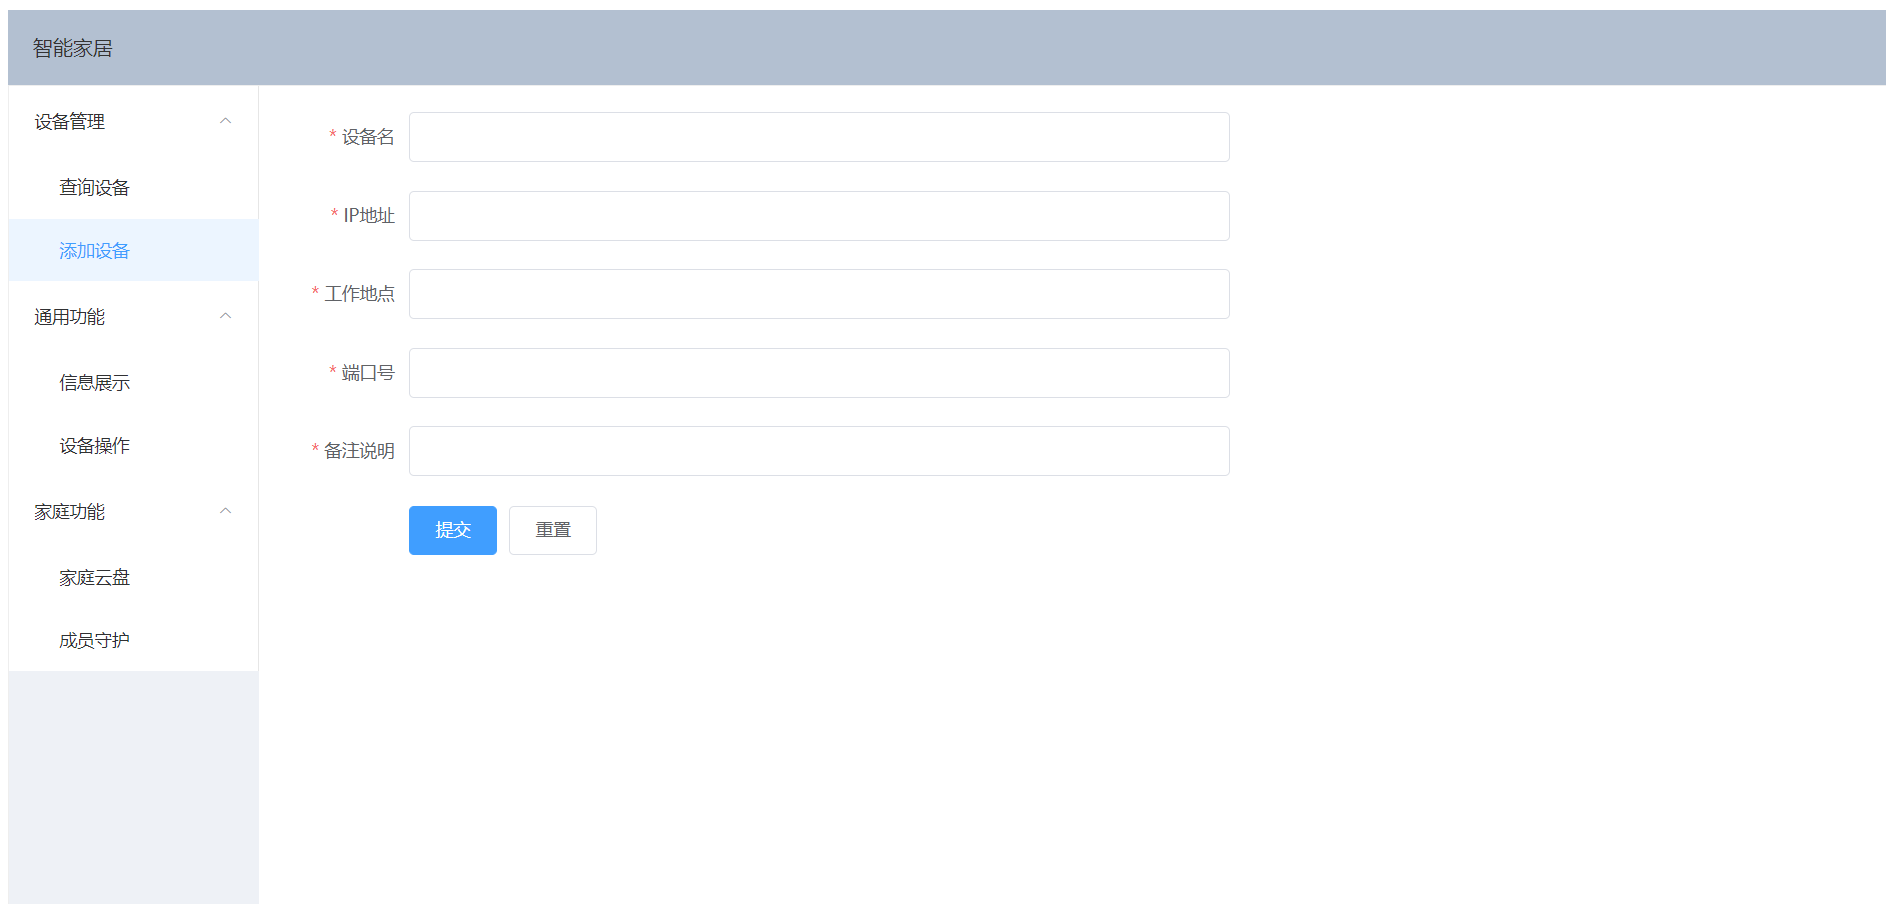 智能家居
设备管理
查询设备
添加设备
通用功能
信息展示
设备操作
家庭功能
家庭云盘
成员守护
* 设备名
* IP地址
* 工作地点
* 端口号
* 备注说明
提交 重置